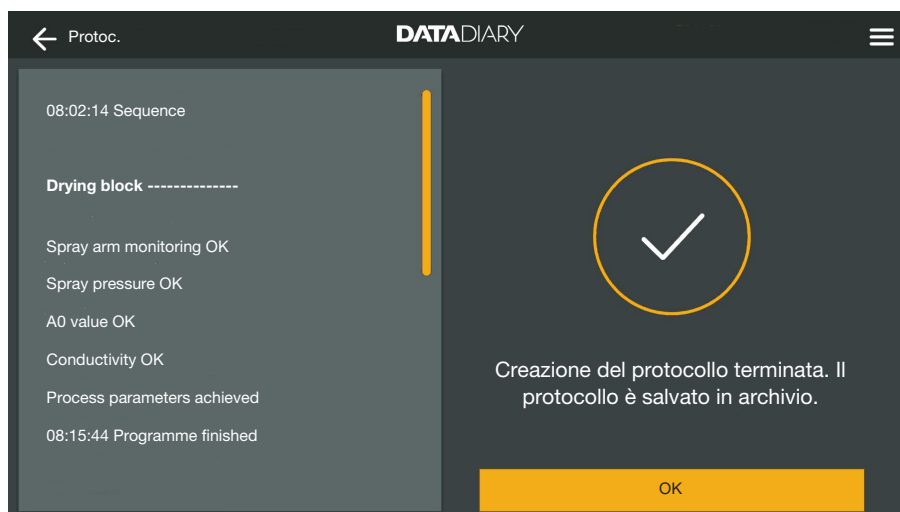 Protoc.
DATADIARY
08:02:14 Sequence
Drying block --------------
Spray arm monitoring OK
Spray pressure OK
A0 value OK
Conductivity OK
Process parameters achieved
08:15:44 Programme finished
Creazione del protocollo terminata. Il
protocollo è salvato in archivio.
OK